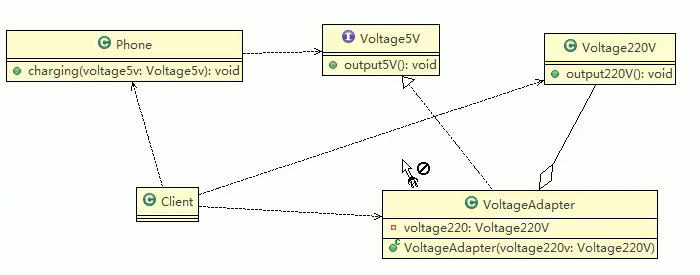 Phone
charging(voltage5v: Voltage5v): void
Voltage5V
output5V(): void
Voltage220V
output220V(): void
Client
VoltageAdapter
voltage220: Voltage220V
VoltageAdapter(voltage220v: Voltage220V)